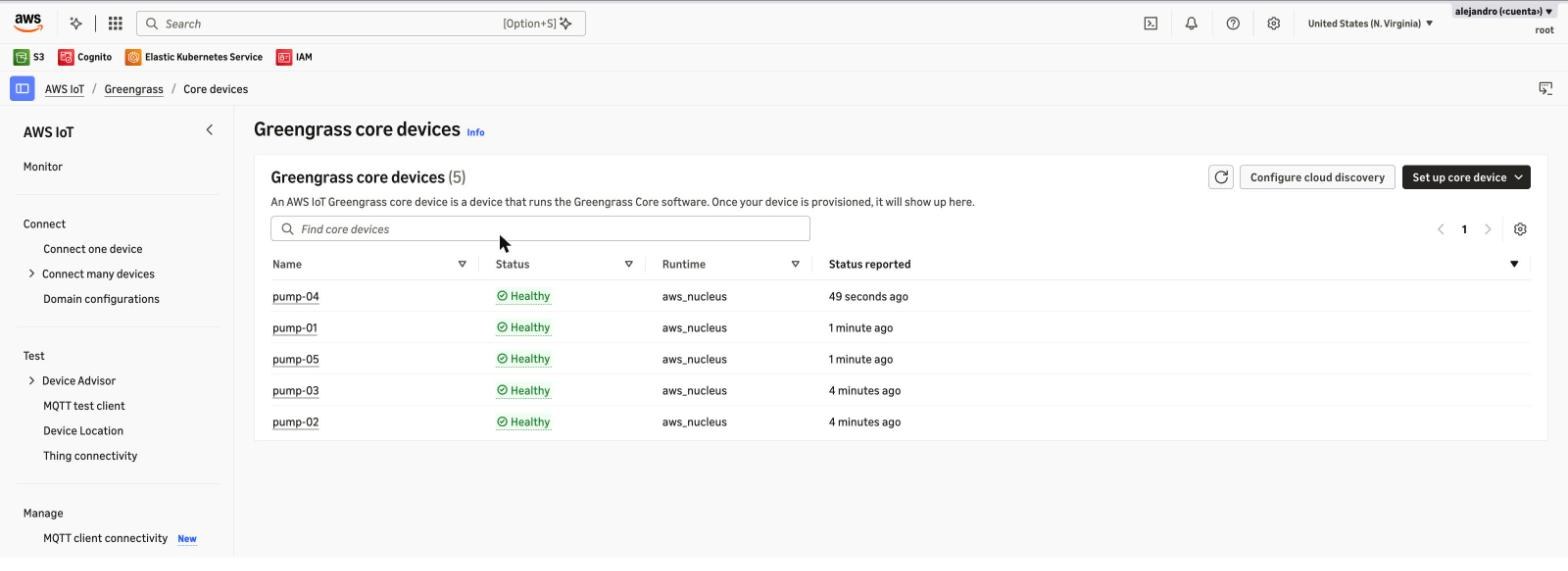 aws
Search [Option+S]
United States (N. Virginia)
alejandro (‹cuenta›)
root
S3 Cognito Elastic Kubernetes Service IAM
AWS IoT / Greengrass / Core devices
AWS IoT
Monitor
Connect
Connect one device
Connect many devices
Domain configurations
Test
Device Advisor
MQTT test client
Device Location
Thing connectivity
Manage
MQTT client connectivity New
Greengrass core devices Info
Greengrass core devices (5)
Configure cloud discovery
Set up core device
An AWS IoT Greengrass core device is a device that runs the Greengrass Core software. Once your device is provisioned, it will show up here.
Find core devices
1
Name Status Runtime Status reported
pump-04 Healthy aws_nucleus 49 seconds ago
pump-01 Healthy aws_nucleus 1 minute ago
pump-05 Healthy aws_nucleus 1 minute ago
pump-03 Healthy aws_nucleus 4 minutes ago
pump-02 Healthy aws_nucleus 4 minutes ago